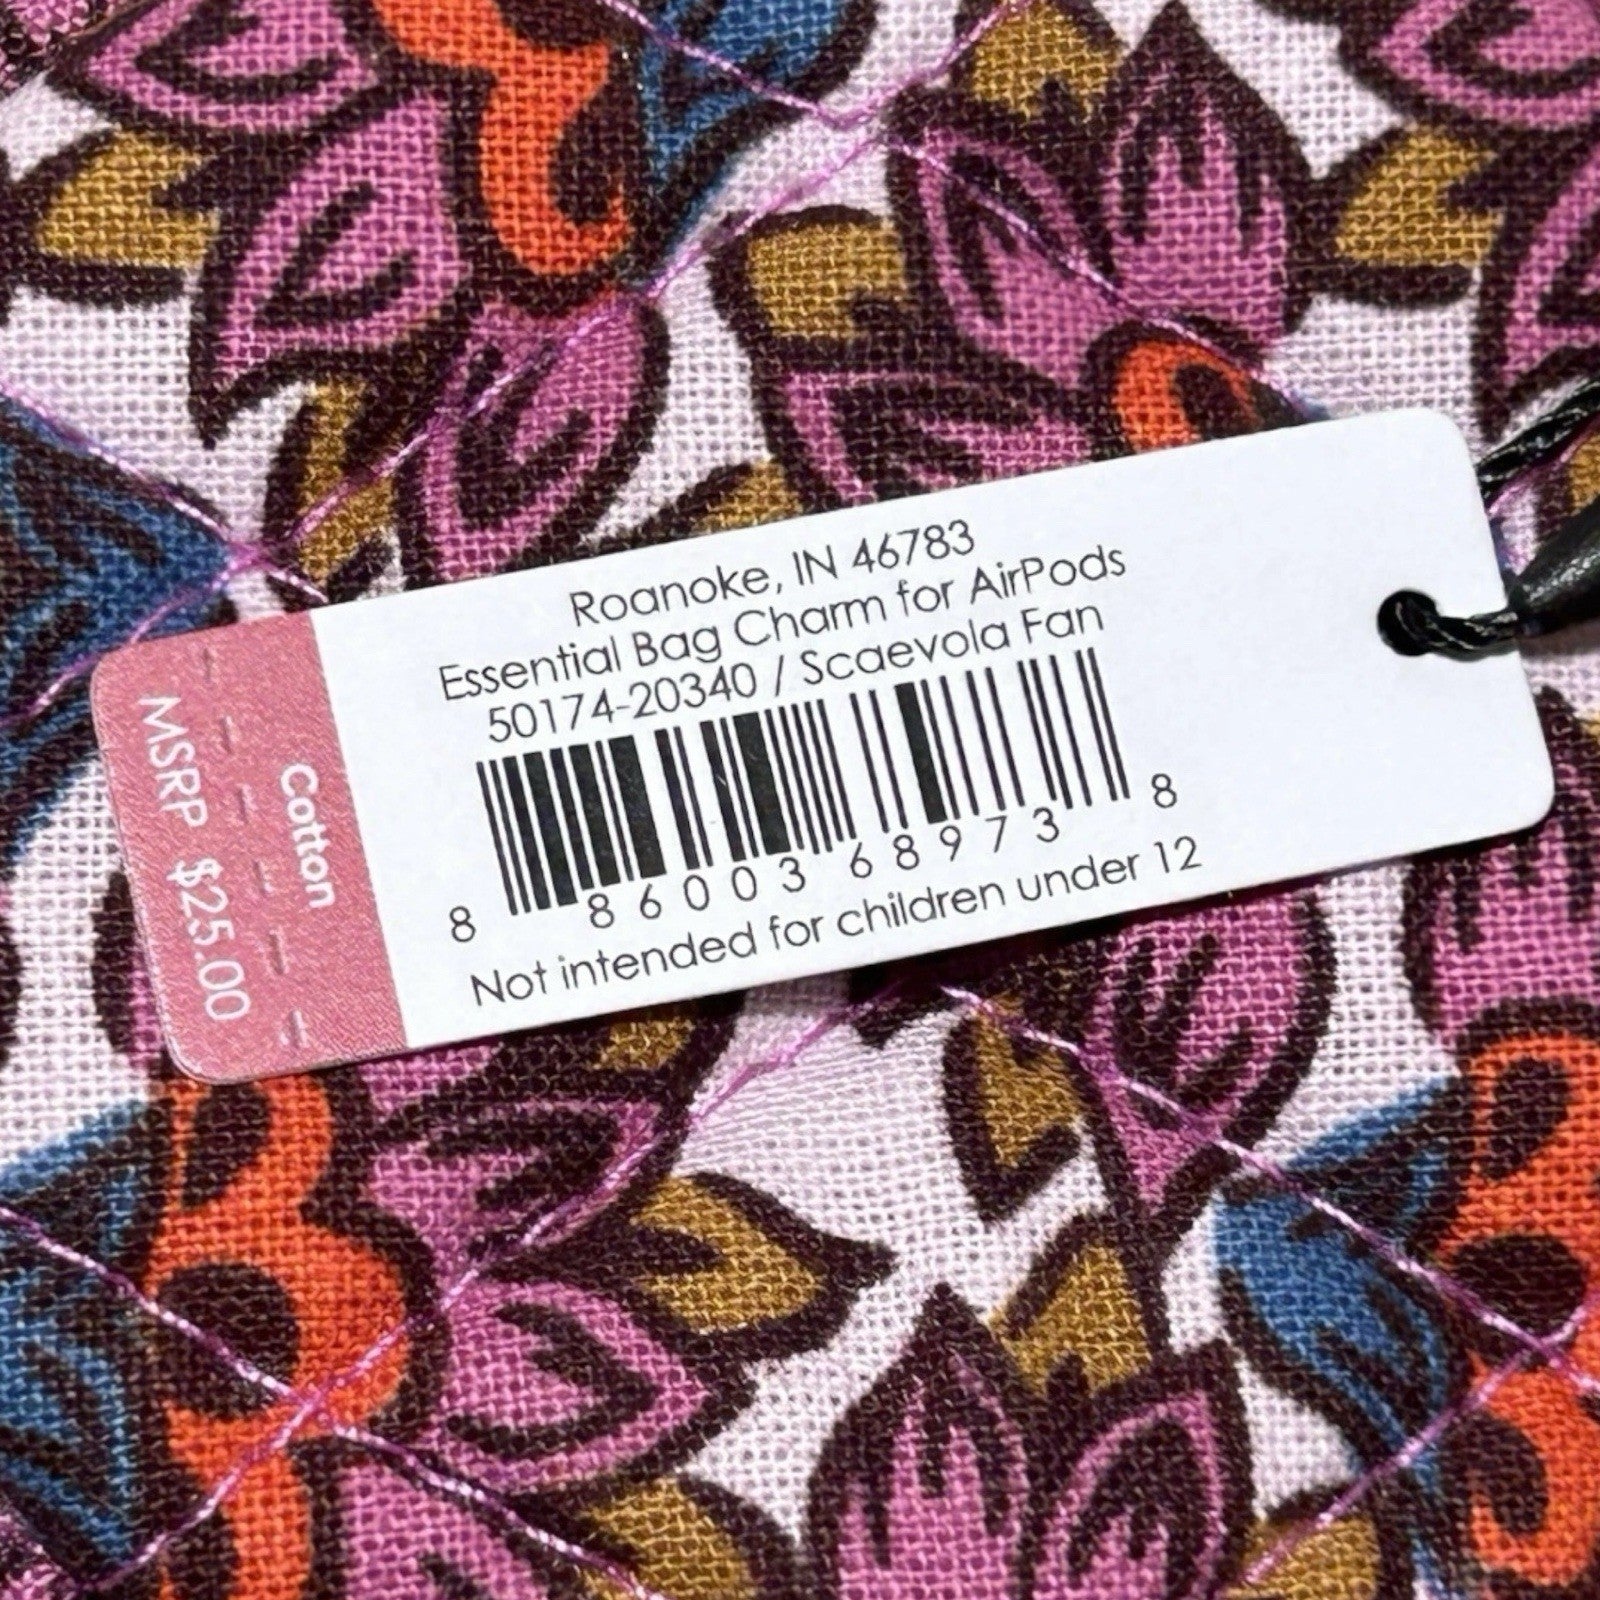 Roanoke, IN 46783
Essential Bag Charm for AirPods
50174-20340 / Scaevola Fan
8 86003 68973 8
Not intended for children under 12
Cotton
MSRP $25.00